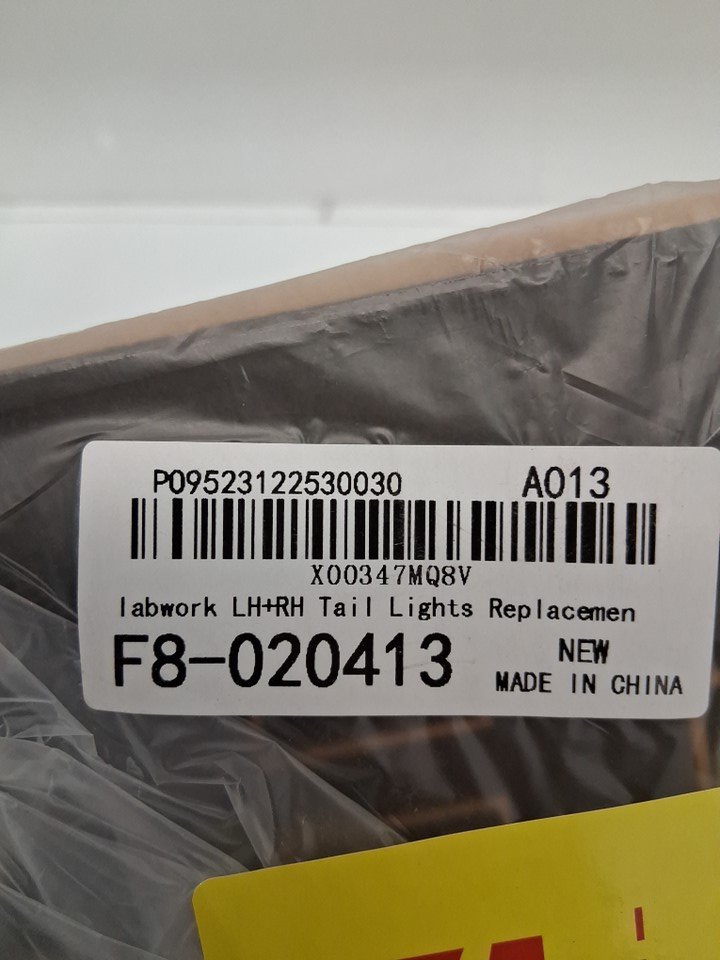 P09523122530030 A013
X00347MQ8V
labwork LH+RH Tail Lights Replacemen
F8-020413 NEW
MADE IN CHINA